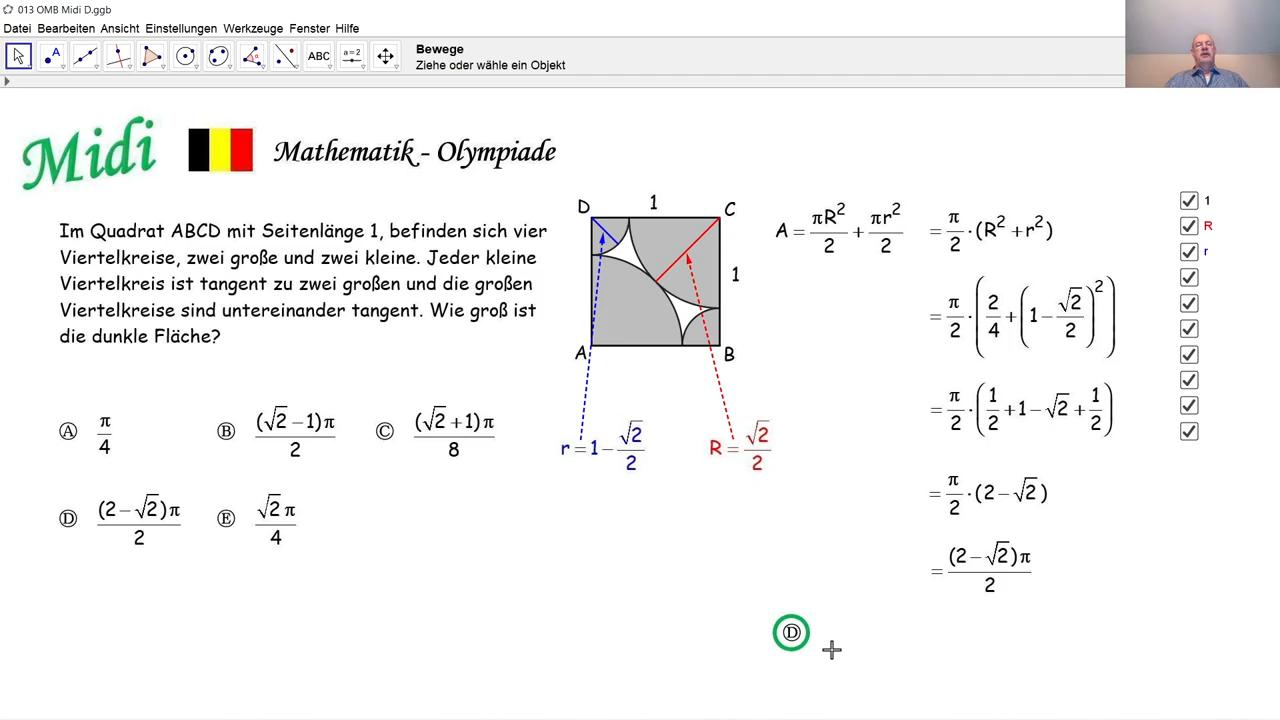 013 OMB Midi D.ggb
Datei Bearbeiten Ansicht Einstellungen Werkzeuge Fenster Hilfe
A
ABC
a=2
Bewege
Ziehe oder wähle ein Objekt
Midi
Mathematik - Olympiade
Im Quadrat ABCD mit Seitenlänge 1, befinden sich vier
Viertelkreise, zwei große und zwei kleine. Jeder kleine
Viertelkreis ist tangent zu zwei großen und die großen
Viertelkreise sind untereinander tangent. Wie groß ist
die dunkle Fläche?
Ⓐ π/4
Ⓑ (√2 −1)π/2
Ⓒ (√2 +1)π/8
Ⓓ (2−√2)π/2
Ⓔ √2 π/4
D 1 C
1
A B
r = 1 − √2/2
R = √2/2
A = πR²/2 + πr²/2 = π/2 · (R² + r²)
= π/2 · (2/4 + (1 − √2/2)²)
= π/2 · (1/2 + 1 − √2 + 1/2)
= π/2 · (2 − √2)
= (2 − √2)π/2
Ⓓ
1
R
r